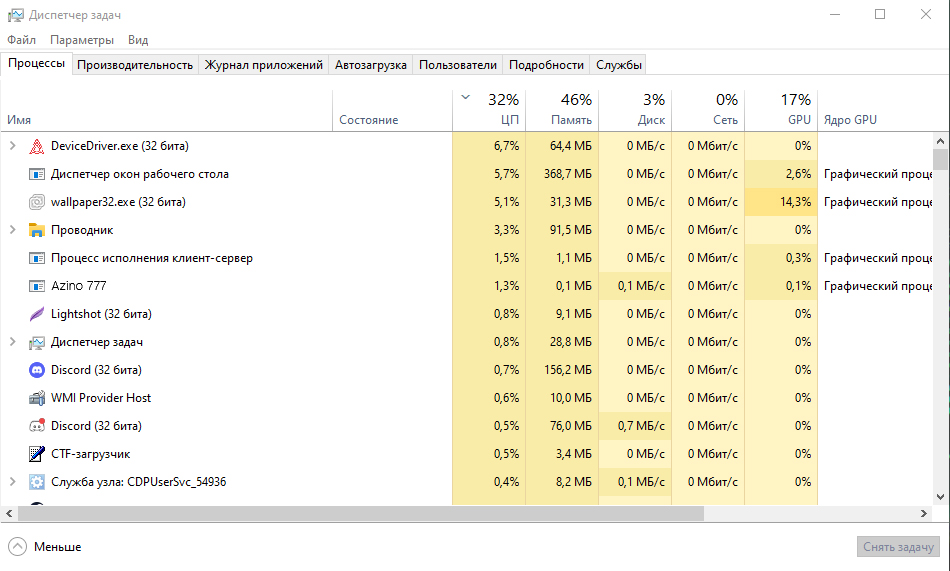 Диспетчер задач
Файл Параметры Вид
Процессы Производительность Журнал приложений Автозагрузка Пользователи Подробности Службы
32% 46% 3% 0% 17%
Имя Состояние ЦП Память Диск Сеть GPU Ядро GPU
DeviceDriver.exe (32 бита) 6,7% 64,4 МБ 0 МБ/с 0 Мбит/с 0%
Диспетчер окон рабочего стола 5,7% 368,7 МБ 0 МБ/с 0 Мбит/с 2,6% Графический проце
wallpaper32.exe (32 бита) 5,1% 31,3 МБ 0 МБ/с 0 Мбит/с 14,3% Графический проце
Проводник 3,3% 91,5 МБ 0 МБ/с 0 Мбит/с 0%
Процесс исполнения клиент-сервер 1,5% 1,1 МБ 0 МБ/с 0 Мбит/с 0,3% Графический проце
Azino 777 1,3% 0,1 МБ 0,1 МБ/с 0 Мбит/с 0,1% Графический проце
Lightshot (32 бита) 0,8% 9,1 МБ 0 МБ/с 0 Мбит/с 0%
Диспетчер задач 0,8% 28,8 МБ 0 МБ/с 0 Мбит/с 0%
Discord (32 бита) 0,7% 156,2 МБ 0 МБ/с 0 Мбит/с 0%
WMI Provider Host 0,6% 10,0 МБ 0 МБ/с 0 Мбит/с 0%
Discord (32 бита) 0,5% 76,0 МБ 0,7 МБ/с 0 Мбит/с 0%
CTF-загрузчик 0,5% 3,4 МБ 0 МБ/с 0 Мбит/с 0%
Служба узла: CDPUserSvc_54936 0,4% 8,2 МБ 0,1 МБ/с 0 Мбит/с 0%
Меньше Снять задачу